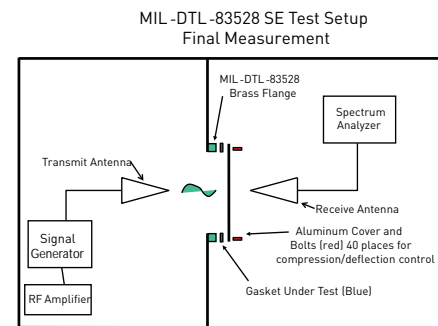 MIL-DTL-83528 SE Test Setup
Final Measurement
MIL-DTL-83528
Brass Flange
Spectrum
Analyzer
Transmit Antenna
Receive Antenna
Signal
Generator
Aluminum Cover and
Bolts (red) 40 places for
compression/deflection control
RF Amplifier
Gasket Under Test (Blue)